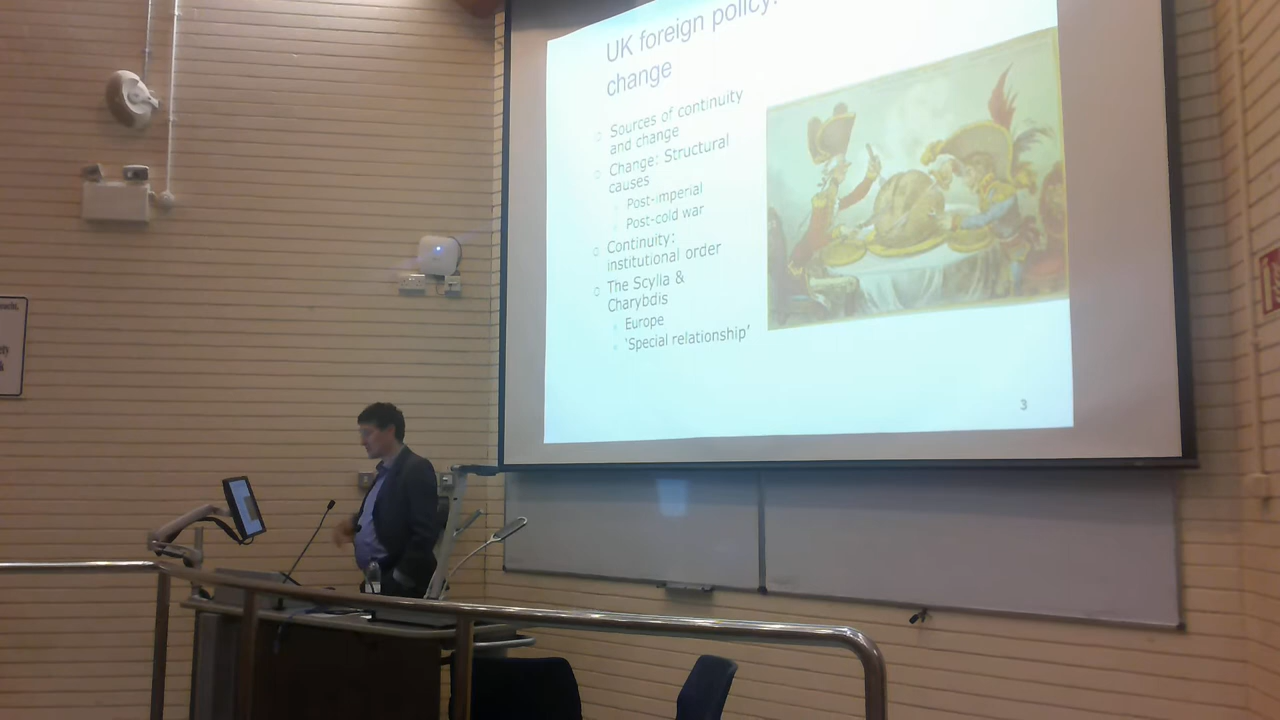 UK foreign policy:
change
Sources of continuity
and change
Change: Structural
causes
Post-imperial
Post-cold war
Continuity:
institutional order
The Scylla &
Charybdis
Europe
'Special relationship'
3